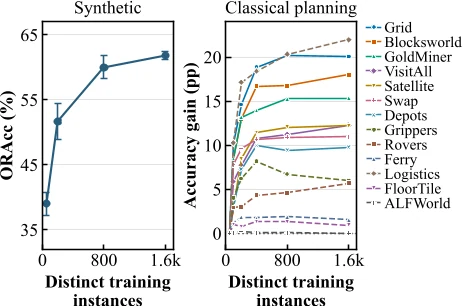 Synthetic
Classical planning
65
55
45
35
ORAcc (%)
0
800
1.6k
Distinct training
instances
20
15
10
5
0
Accuracy gain (pp)
0
800
1.6k
Distinct training
instances
Grid
Blocksworld
GoldMiner
VisitAll
Satellite
Swap
Depots
Grippers
Rovers
Ferry
Logistics
FloorTile
ALFWorld